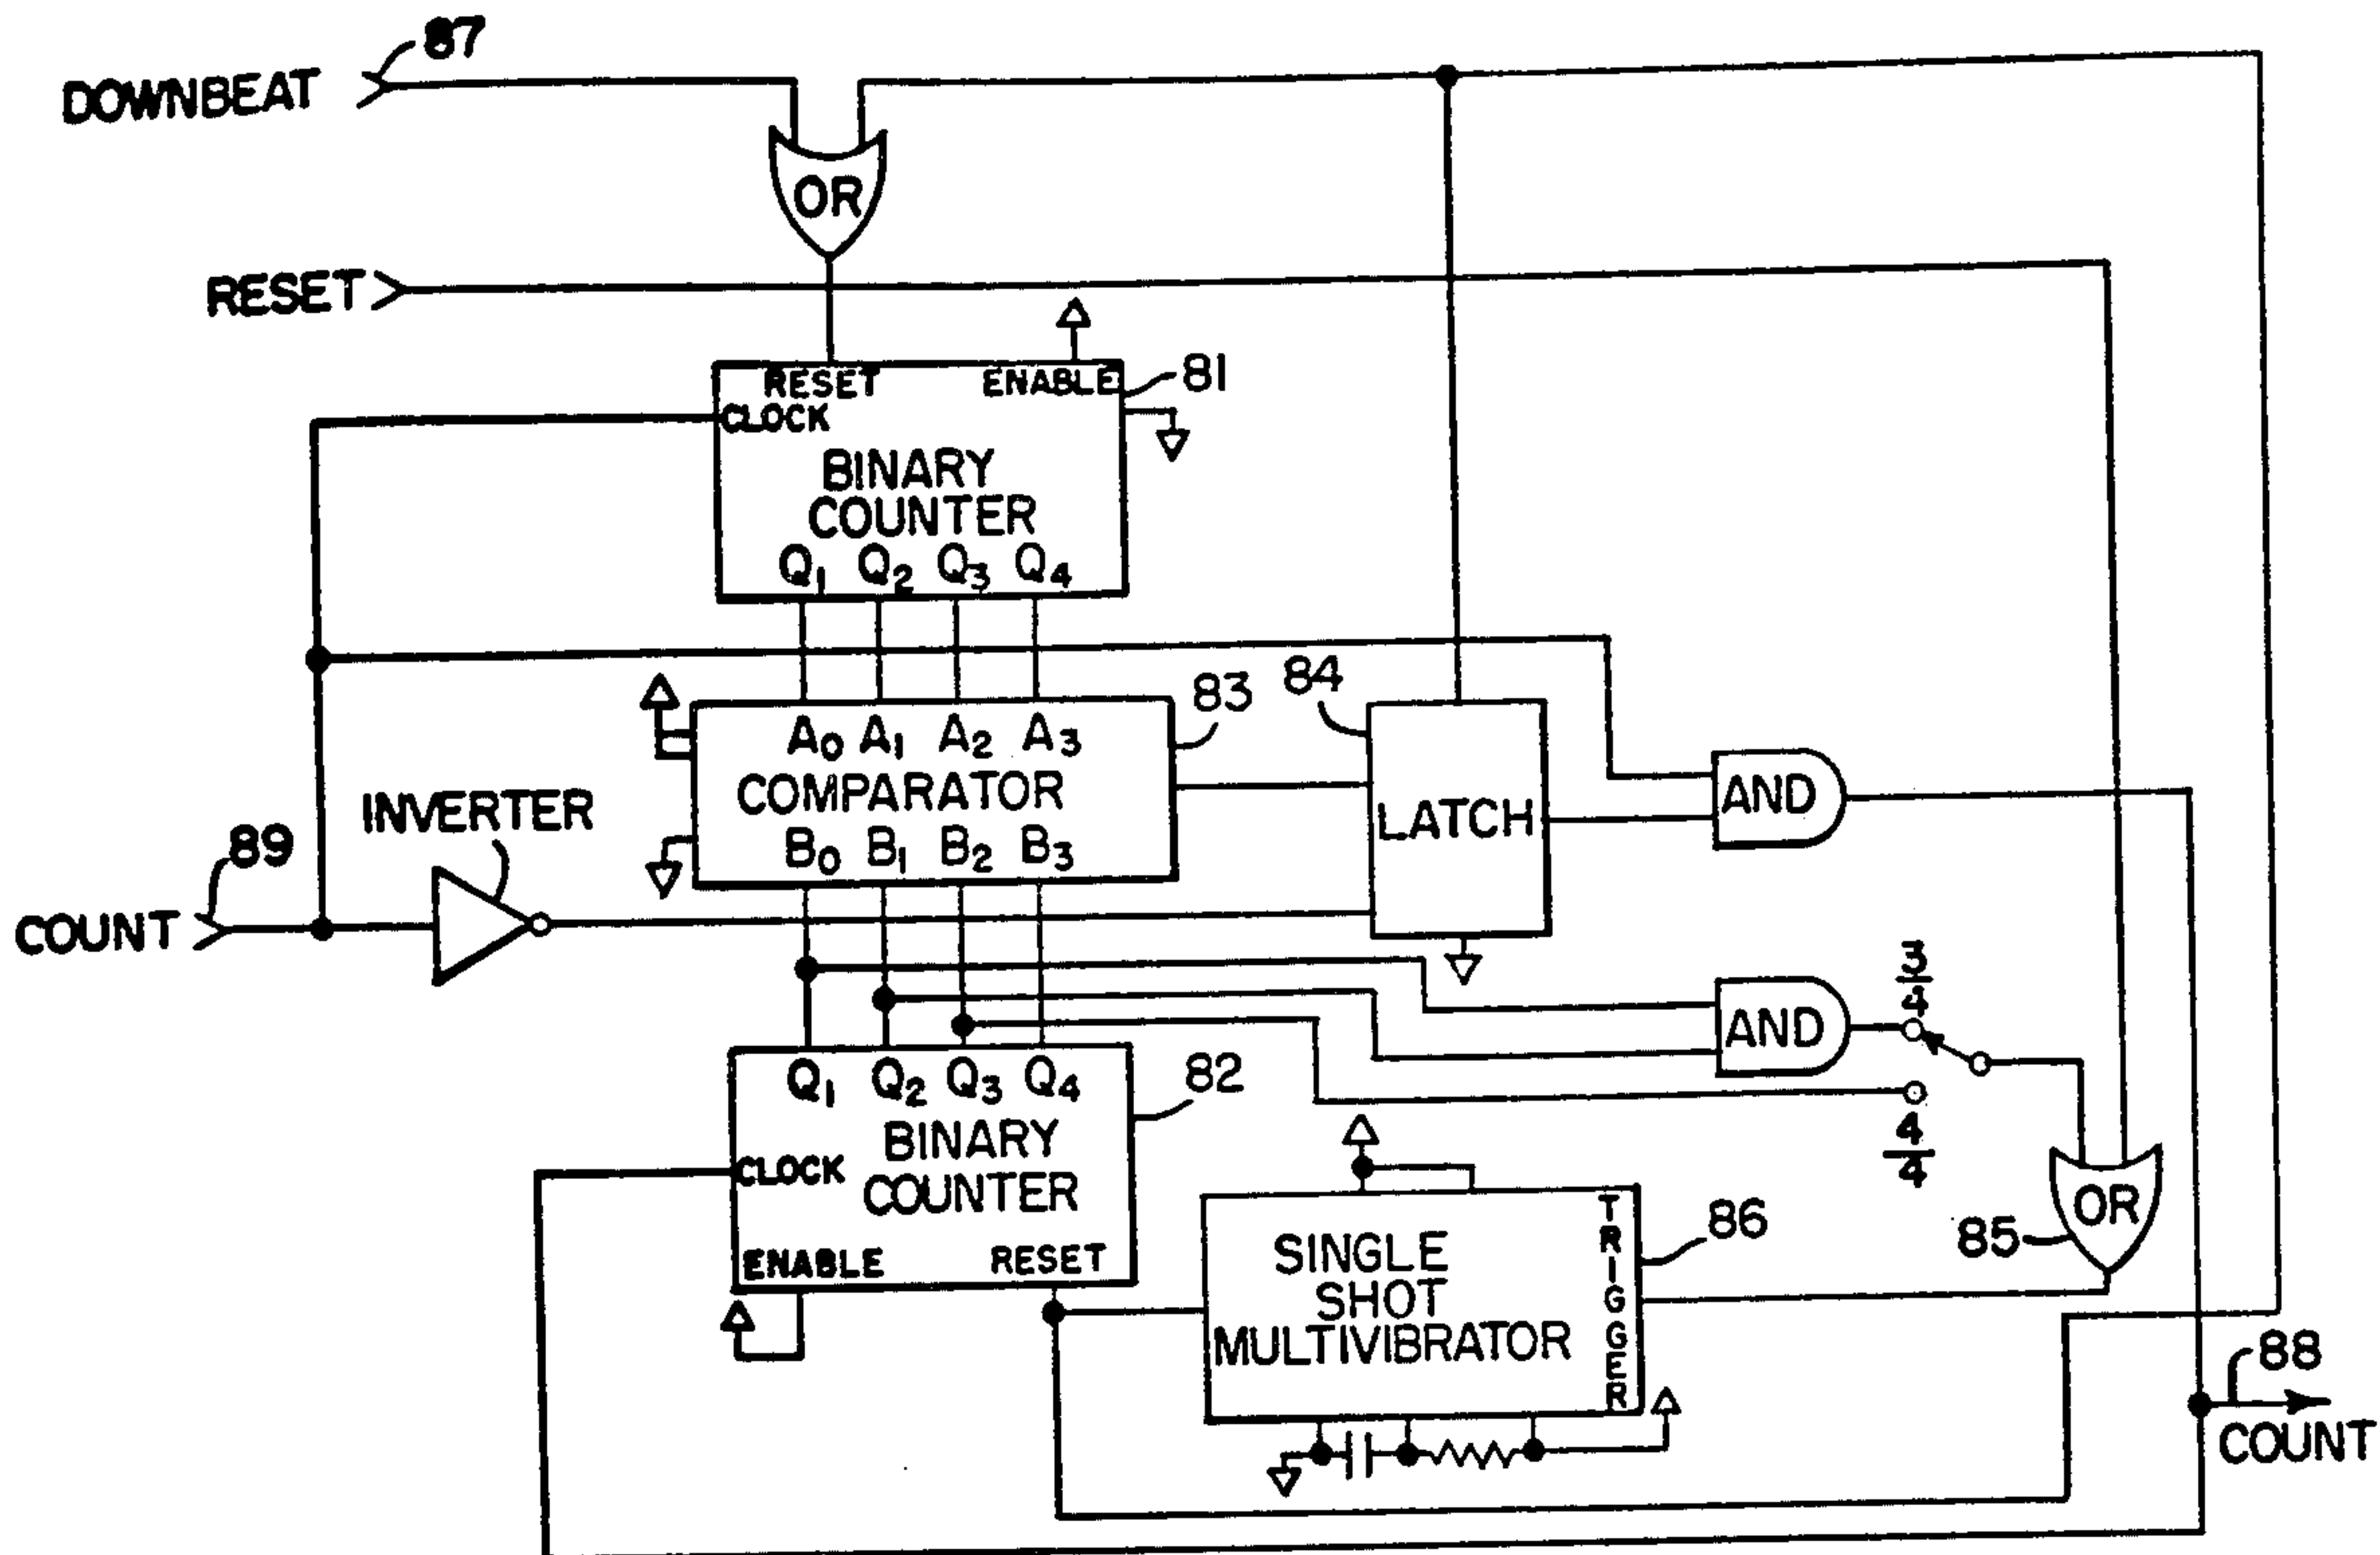 87
DOWNBEAT
OR
RESET
RESET ENABLE
81
CLOCK
BINARY
COUNTER
Q1 Q2 Q3 Q4
83
84
A0 A1 A2 A3
COMPARATOR
B0 B1 B2 B3
LATCH
AND
INVERTER
89
COUNT
3
4
AND
4
4
Q1 Q2 Q3 Q4
82
BINARY
COUNTER
CLOCK
ENABLE RESET
SINGLE
SHOT
MULTIVIBRATOR
TRIGGER
86
85
OR
88
COUNT